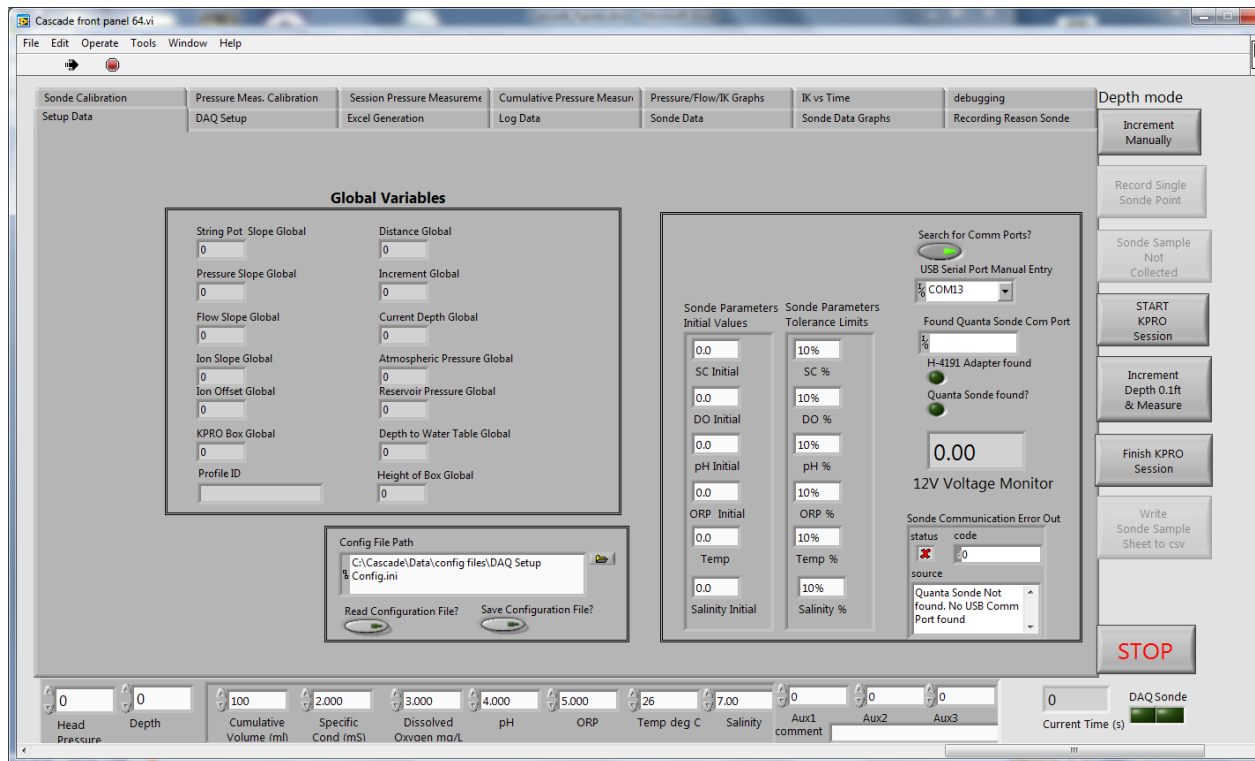 Cascade front panel 64.vi
File Edit Operate Tools Window Help
Sonde Calibration Pressure Meas. Calibration Session Pressure Measureme Cumulative Pressure Measur Pressure/Flow/IK Graphs IK vs Time debugging
Setup Data DAQ Setup Excel Generation Log Data Sonde Data Sonde Data Graphs Recording Reason Sonde
Global Variables
String Pot Slope Global Distance Global
0 0
Pressure Slope Global Increment Global
0 0
Flow Slope Global Current Depth Global
0 0
Ion Slope Global Atmospheric Pressure Global
0 0
Ion Offset Global Reservoir Pressure Global
0 0
KPRO Box Global Depth to Water Table Global
0 0
Profile ID Height of Box Global
0
Config File Path
C:\Cascade\Data\config files\DAQ Setup
Config.ini
Read Configuration File? Save Configuration File?
Sonde Parameters Sonde Parameters
Initial Values Tolerance Limits
0.0 10%
SC Initial SC %
0.0 10%
DO Initial DO %
0.0 10%
pH Initial pH %
0.0 10%
ORP Initial ORP %
0.0 10%
Temp Temp %
0.0 10%
Salinity Initial Salinity %
Search for Comm Ports?
USB Serial Port Manual Entry
COM13
Found Quanta Sonde Com Port
H-4191 Adapter found
Quanta Sonde found?
0.00
12V Voltage Monitor
Sonde Communication Error Out
status code
0
source
Quanta Sonde Not
found. No USB Comm
Port found
Depth mode
Increment
Manually
Record Single
Sonde Point
Sonde Sample
Not
Collected
START
KPRO
Session
Increment
Depth 0.1ft
& Measure
Finish KPRO
Session
Write
Sonde Sample
Sheet to csv
STOP
0 0 100 2.000 3.000 4.000 5.000 26 7.00 0 0 0 0 DAQ Sonde
Head Depth Cumulative Specific Dissolved pH ORP Temp deg C Salinity Aux1 Aux2 Aux3 Current Time (s)
Pressure Volume (ml) Cond (mS) Oxygen mg/L comment